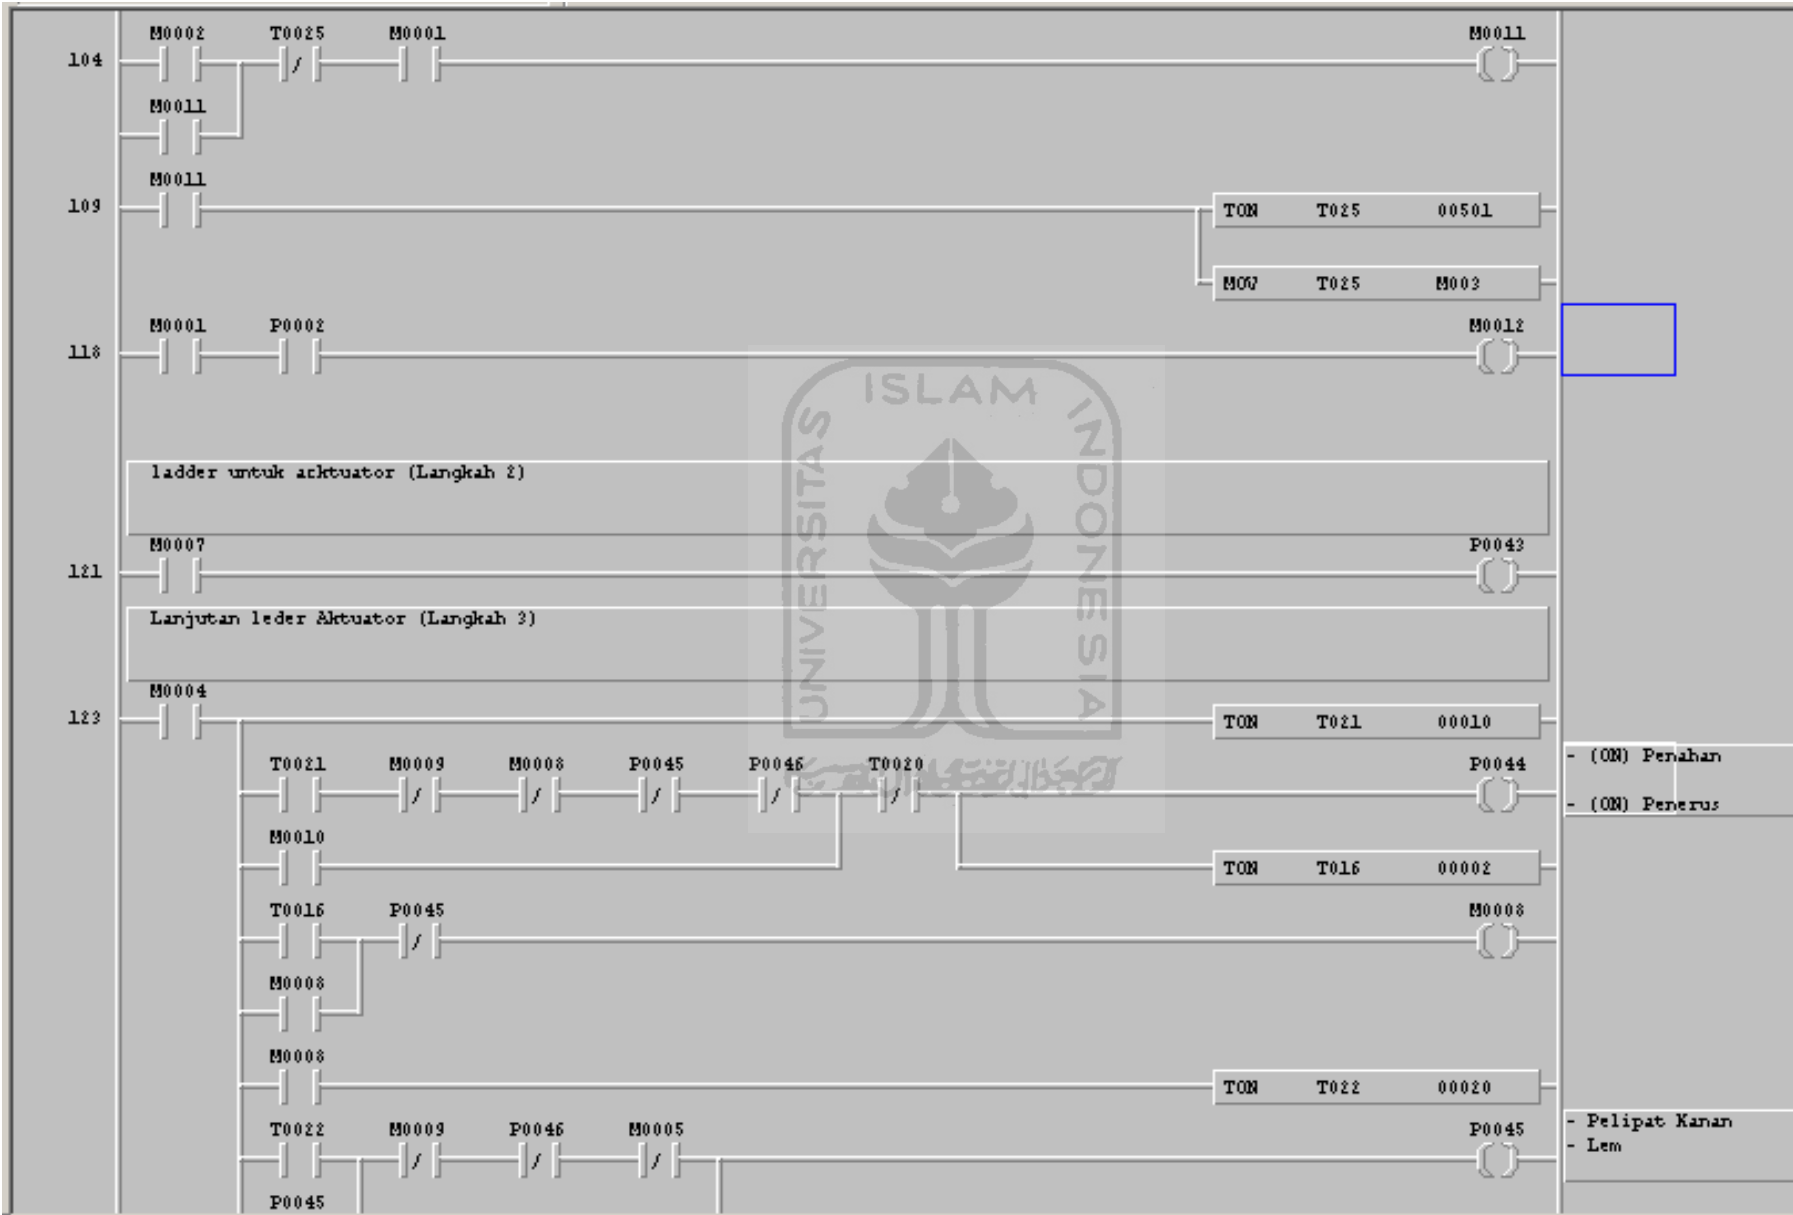 M0002 T0025 M0001 M0011
104
M0011
M0011
109 TON T025 00501
MOV T025 M003
M0001 P0002 M0012
118
ladder untuk acktuator (Langkah 2)
M0007 P0043
121
Lanjutan leder Aktuator (Langkah 3)
M0004
123 TON T021 00010
T0021 M0009 M0008 P0045 P0046 T0020 P0044
- (ON) Penahan
- (ON) Penerus
M0010
TON T016 00002
T0016 P0045 M0008
M0008
M0008
TON T022 00020
T0022 M0009 P0046 M0005 P0045
- Pelipat Kanan
- Lem
P0045
UNIVERSITAS
ISLAM
INDONESIA